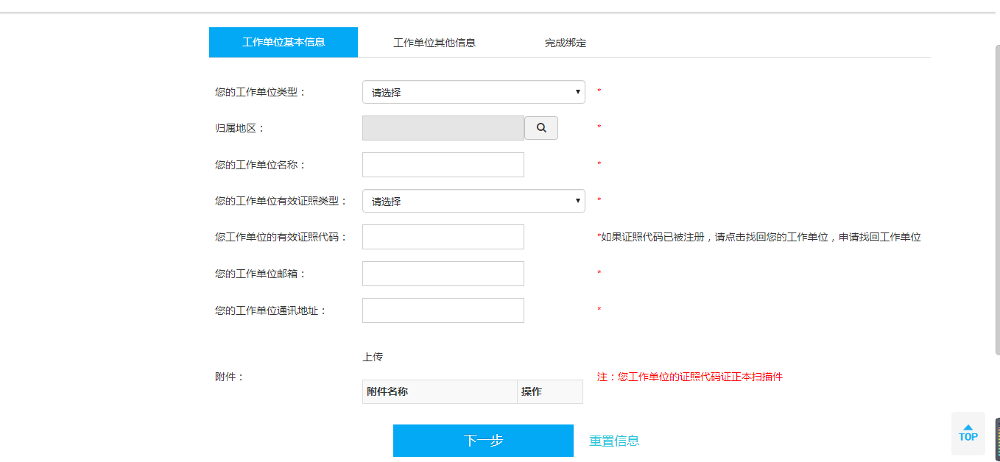 工作单位基本信息 工作单位其他信息 完成绑定
您的工作单位类型： 请选择 *
归属地区： *
您的工作单位名称： *
您的工作单位有效证照类型： 请选择 *
您工作单位的有效证照代码： *如果证照代码已被注册，请点击找回您的工作单位，申请找回工作单位
您的工作单位邮箱： *
您的工作单位通讯地址： *
上传
附件： 注：您工作单位的证照代码证正本扫描件
附件名称 操作
下一步 重置信息
TOP